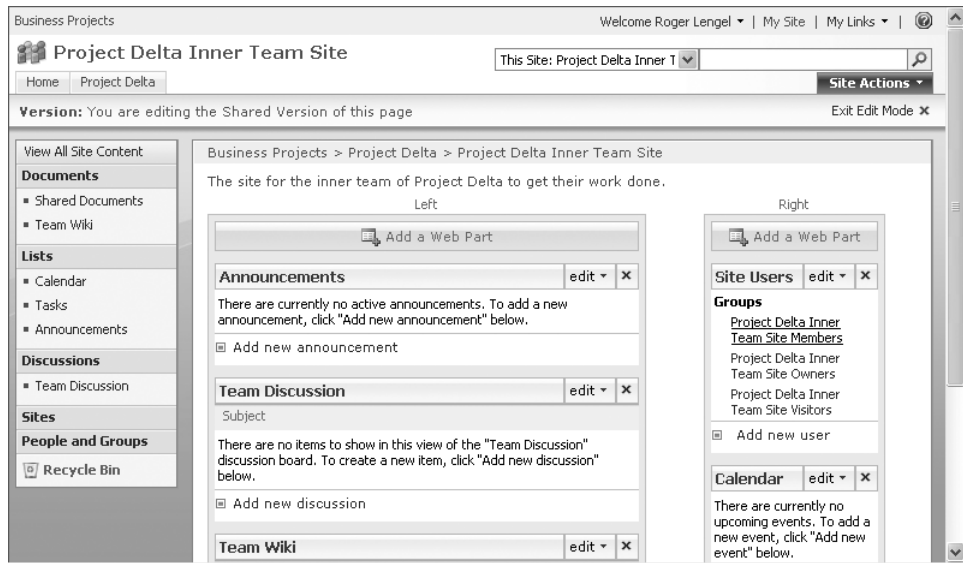 Business Projects
Welcome Roger Lengel | My Site | My Links |
Project Delta Inner Team Site
This Site: Project Delta Inner T
Home Project Delta
Site Actions
Version: You are editing the Shared Version of this page
Exit Edit Mode
View All Site Content
Documents
Shared Documents
Team Wiki
Lists
Calendar
Tasks
Announcements
Discussions
Team Discussion
Sites
People and Groups
Recycle Bin
Business Projects > Project Delta > Project Delta Inner Team Site
The site for the inner team of Project Delta to get their work done.
Left
Add a Web Part
Announcements
edit
There are currently no active announcements. To add a new
announcement, click "Add new announcement" below.
Add new announcement
Team Discussion
edit
Subject
There are no items to show in this view of the "Team Discussion"
discussion board. To create a new item, click "Add new discussion"
below.
Add new discussion
Team Wiki
edit
Right
Add a Web Part
Site Users
edit
Groups
Project Delta Inner
Team Site Members
Project Delta Inner
Team Site Owners
Project Delta Inner
Team Site Visitors
Add new user
Calendar
edit
There are currently no
upcoming events. To add a
new event, click "Add new
event" below.